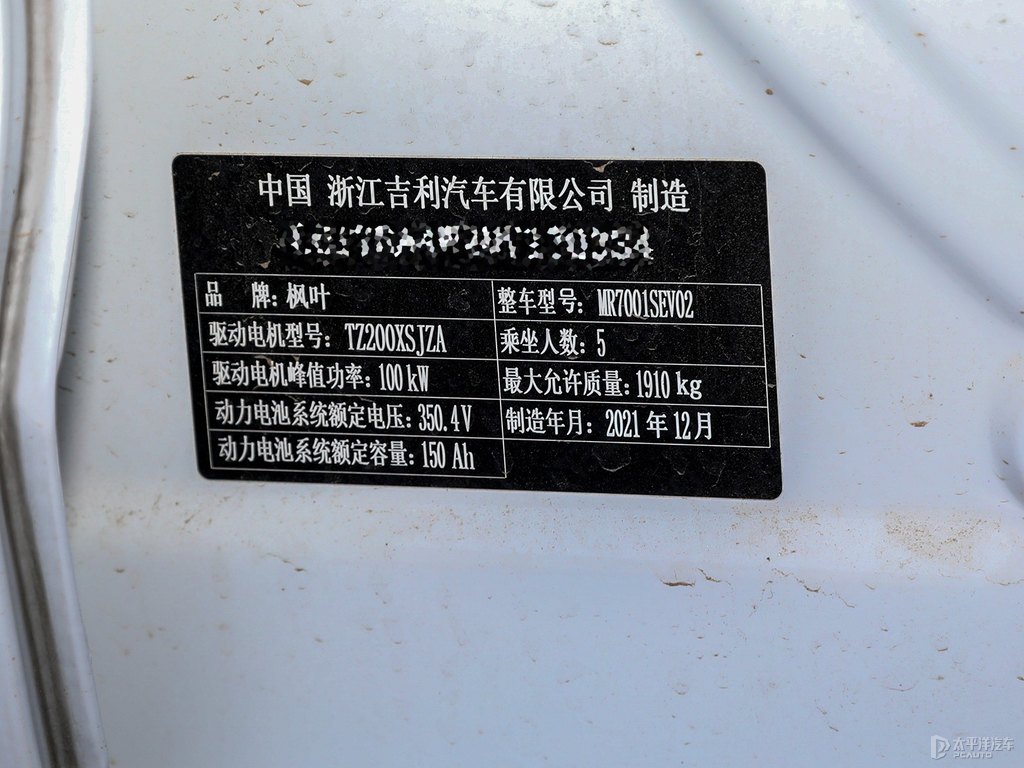 中国 浙江吉利汽车有限公司 制造
品 牌: 枫叶 整车型号: MR7001SEV02
驱动电机型号: TZ200XSJZA 乘坐人数: 5
驱动电机峰值功率: 100 kW 最大允许质量: 1910 kg
动力电池系统额定电压: 350.4V 制造年月: 2021 年 12 月
动力电池系统额定容量: 150 Ah
太平洋汽车
PCAUTO